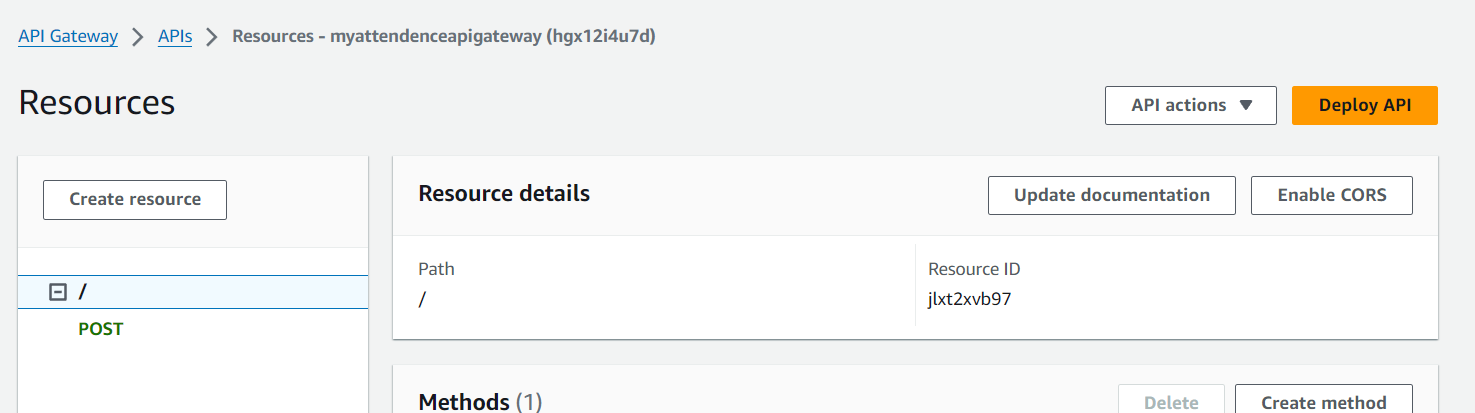 API Gateway > APIs > Resources - myattendenceapigateway (hgx12i4u7d)
Resources
API actions ▼
Deploy API
Create resource
/
POST
Resource details
Update documentation
Enable CORS
Path
/
Resource ID
jlxt2xvb97
Methods (1)
Delete
Create method